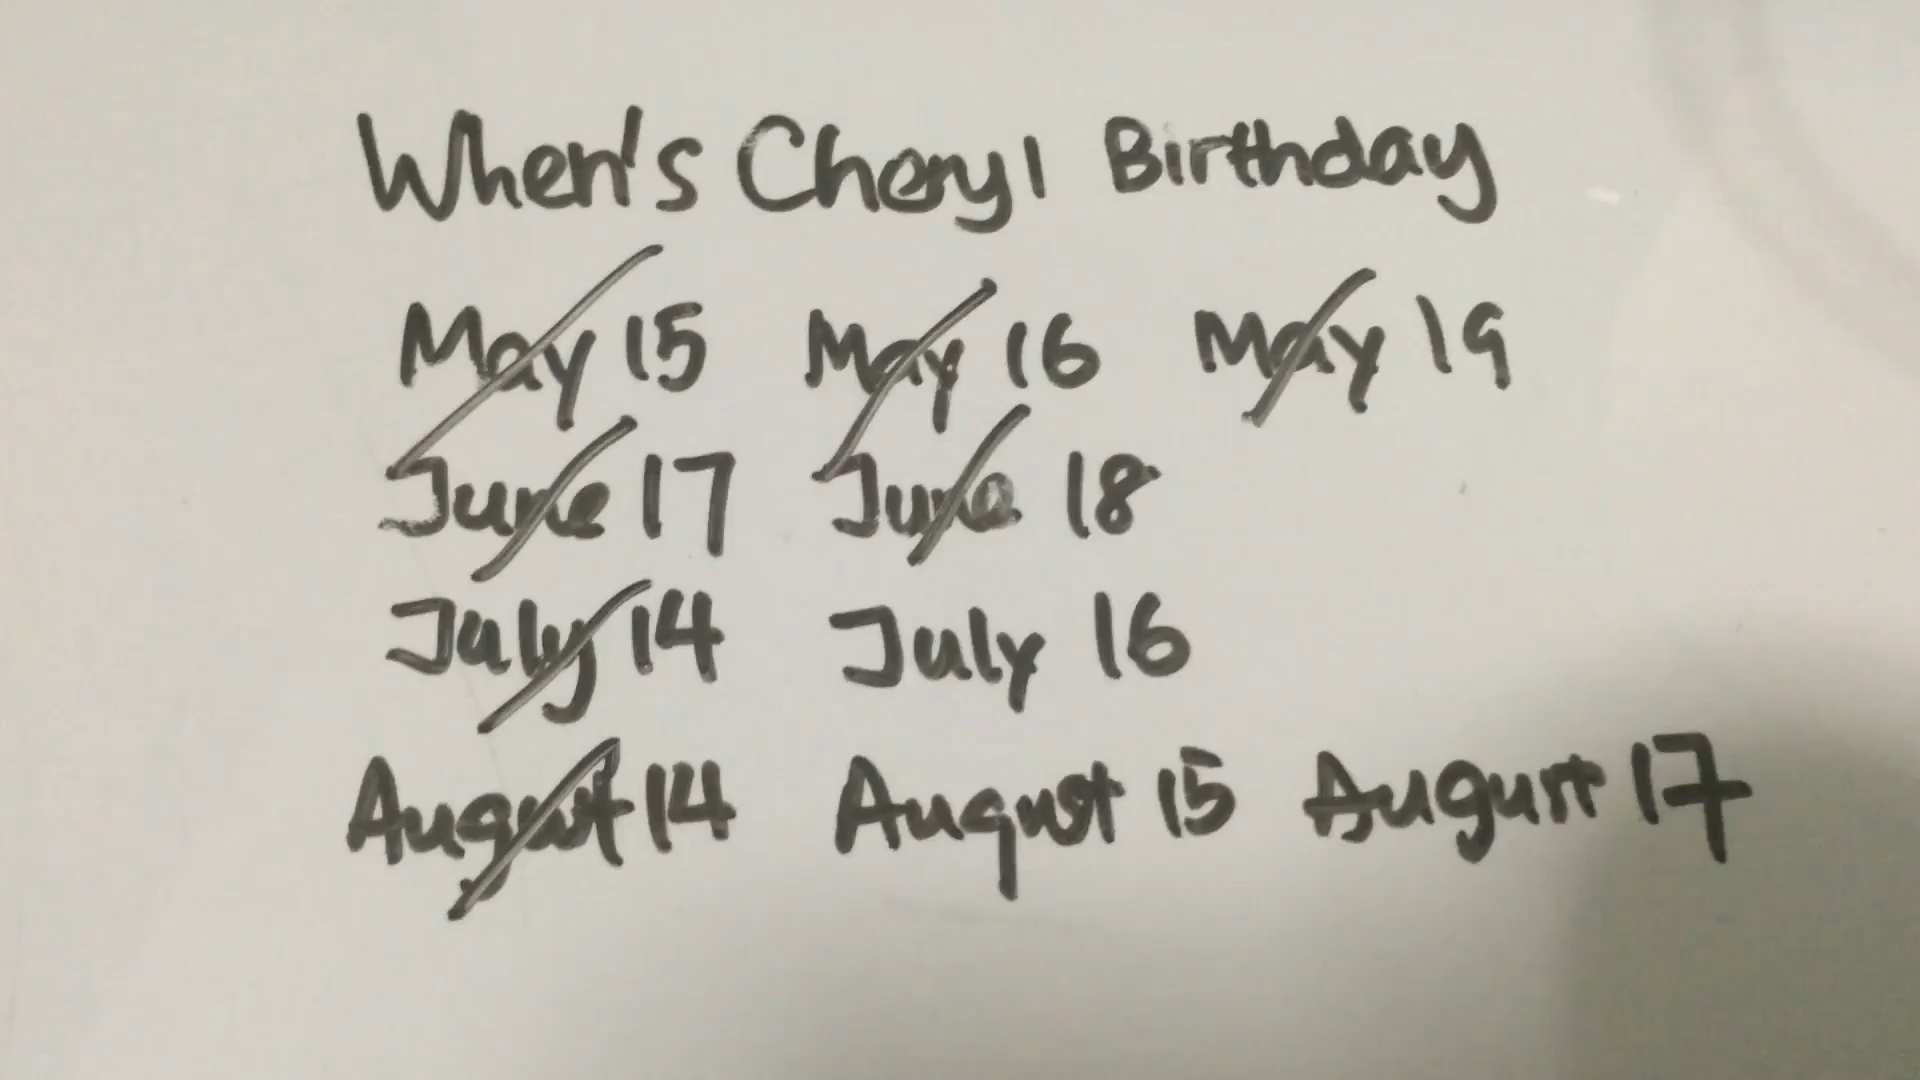 When's Cheryl Birthday
May 15 May 16 May 19
June 17 June 18
July 14 July 16
August 14 August 15 August 17